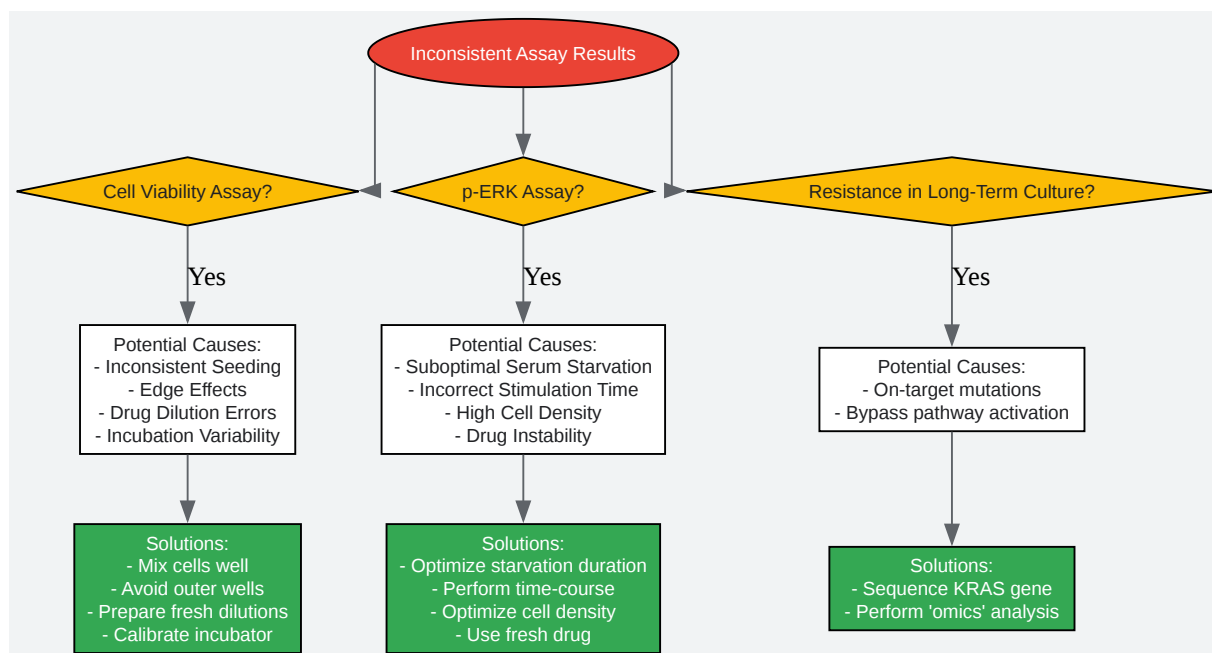 Inconsistent Assay Results
Cell Viability Assay?
p-ERK Assay?
Resistance in Long-Term Culture?
Yes
Yes
Yes
Potential Causes:
- Inconsistent Seeding
- Edge Effects
- Drug Dilution Errors
- Incubation Variability
Potential Causes:
- Suboptimal Serum Starvation
- Incorrect Stimulation Time
- High Cell Density
- Drug Instability
Potential Causes:
- On-target mutations
- Bypass pathway activation
Solutions:
- Mix cells well
- Avoid outer wells
- Prepare fresh dilutions
- Calibrate incubator
Solutions:
- Optimize starvation duration
- Perform time-course
- Optimize cell density
- Use fresh drug
Solutions:
- Sequence KRAS gene
- Perform 'omics' analysis